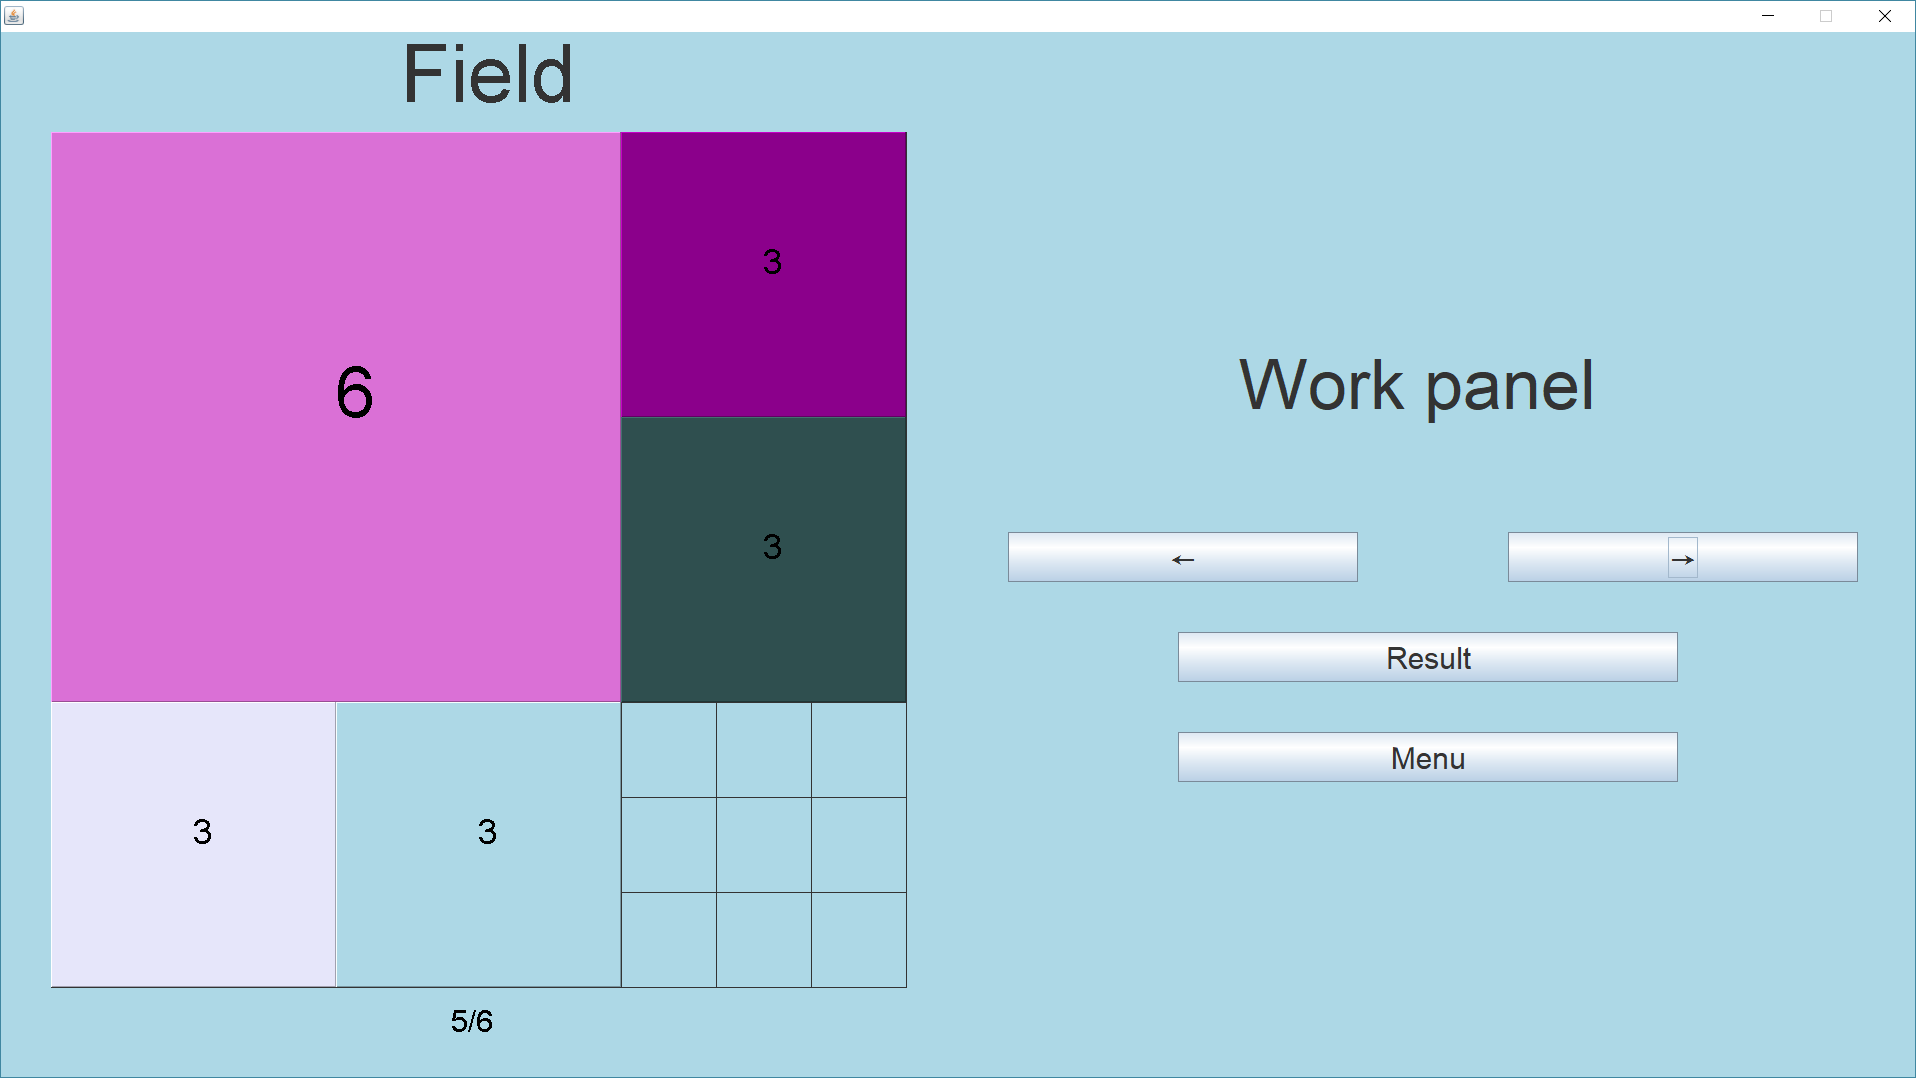 Field
6
3
3
3
3
5/6
Work panel
←
→
Result
Menu